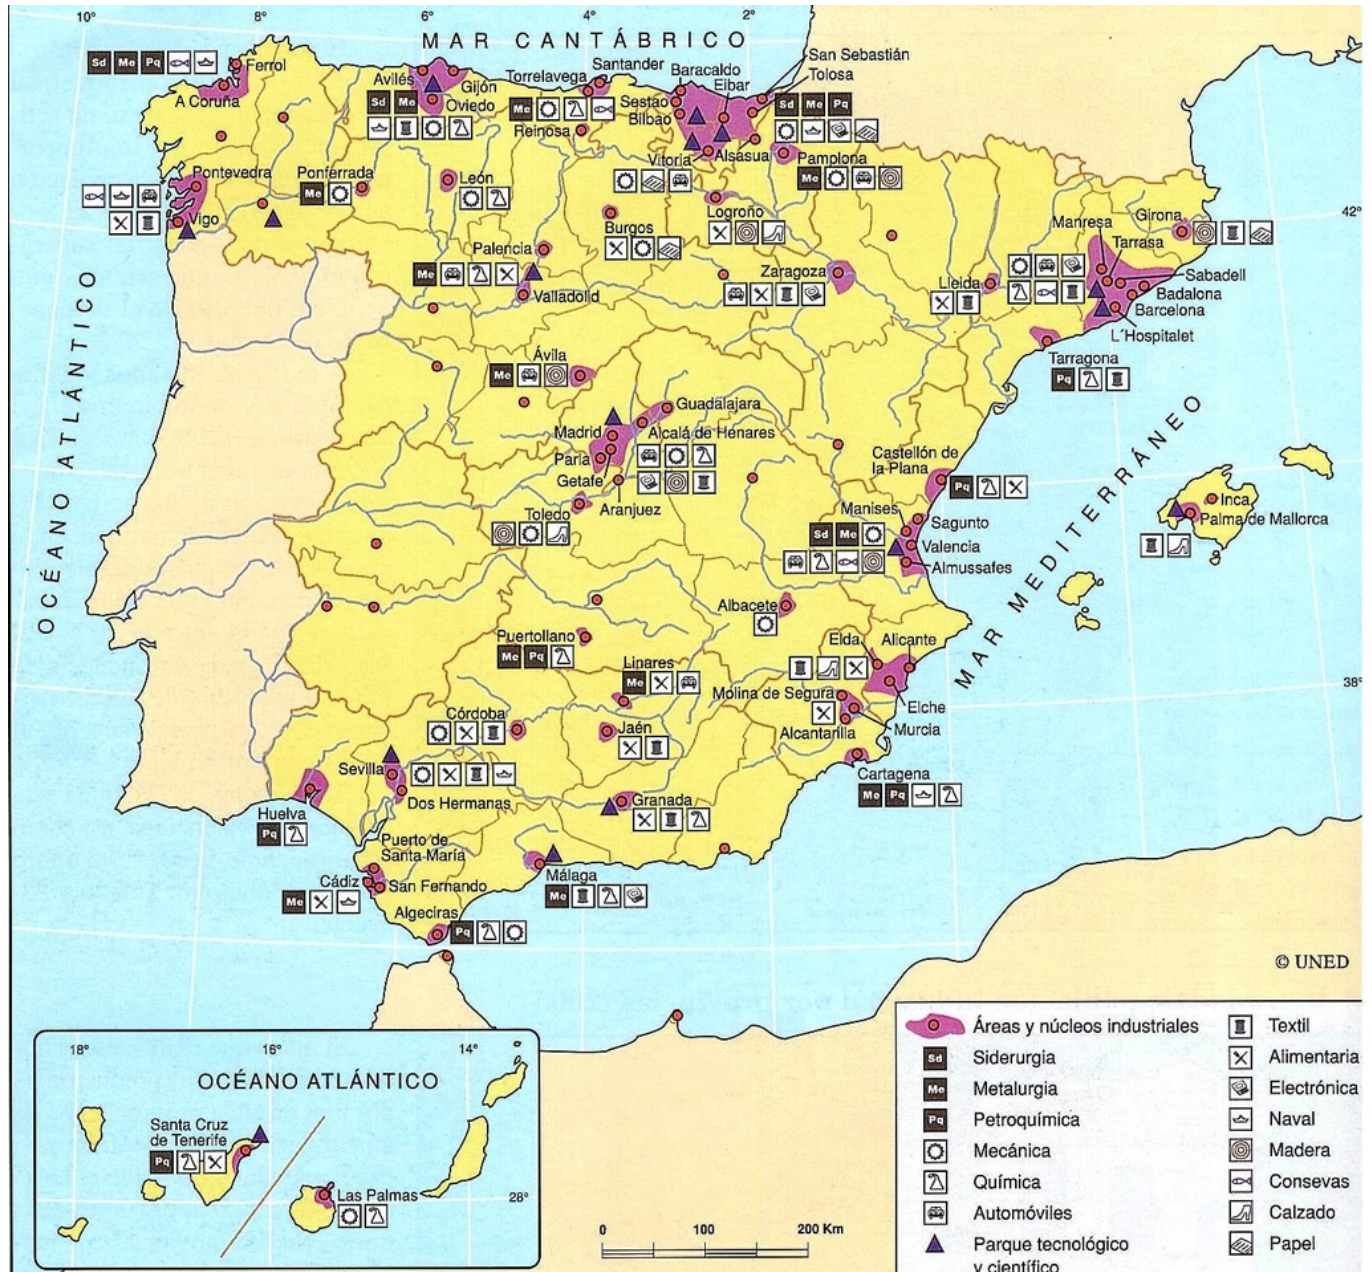 10°
8°
6°
4°
2°
MAR CANTÁBRICO
Sd Me Pq
Ferrol
A Coruña
Avilés
Gijón
Sd Me
Oviedo
Torrelavega
Santander
Me
Reinosa
Baracaldo
Eibar
Sestao
Bilbao
San Sebastián
Tolosa
Sd Me Pq
Vitoria
Alsasua
Pamplona
Me
Pontevedra
Vigo
Ponferrada
Me
León
Burgos
Logroño
42°
Palencia
Me
Valladolid
Zaragoza
Lleida
Manresa
Girona
Tarrasa
Sabadell
Badalona
Barcelona
L´Hospitalet
Tarragona
Pq
OCÉANO ATLÁNTICO
Ávila
Me
Guadalajara
Madrid
Alcalá de Henares
Parla
Getafe
Aranjuez
Toledo
Castellón de
la Plana
Pq
Manises
Sagunto
Sd Me
Valencia
Almussafes
MAR MEDITERRÁNEO
Inca
Palma de Mallorca
Albacete
Puertollano
Me Pq
Linares
Me
Elda
Alicante
Elche
Molina de Segura
Murcia
Alcantarilla
38°
Cartagena
Me Pq
Córdoba
Jaén
Sevilla
Dos Hermanas
Granada
Huelva
Pq
Puerto de
Santa María
Cádiz
San Fernando
Me
Málaga
Me
Algeciras
Pq
© UNED
18°
16°
14°
OCÉANO ATLÁNTICO
Santa Cruz
de Tenerife
Pq
Las Palmas
28°
0 100 200 Km
Áreas y núcleos industriales
Sd Siderurgia
Me Metalurgia
Pq Petroquímica
Mecánica
Química
Automóviles
Parque tecnológico
y científico
Textil
Alimentaria
Electrónica
Naval
Madera
Consevas
Calzado
Papel